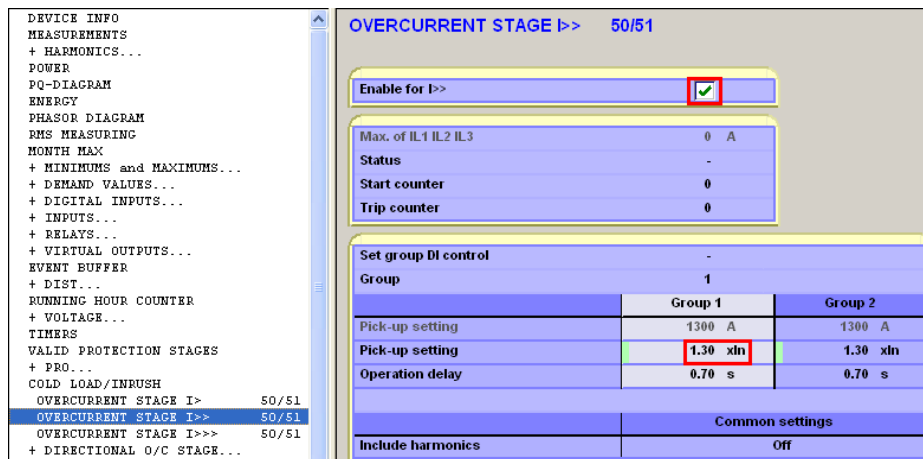 DEVICE INFO
MEASUREMENTS
+ HARMONICS...
POWER
PQ-DIAGRAM
ENERGY
PHASOR DIAGRAM
RMS MEASURING
MONTH MAX
+ MINIMUMS and MAXIMUMS...
+ DEMAND VALUES...
+ DIGITAL INPUTS...
+ INPUTS...
+ RELAYS...
+ VIRTUAL OUTPUTS...
EVENT BUFFER
+ DIST...
RUNNING HOUR COUNTER
+ VOLTAGE...
TIMERS
VALID PROTECTION STAGES
+ PRO...
COLD LOAD/INRUSH
OVERCURRENT STAGE I> 50/51
OVERCURRENT STAGE I>> 50/51
OVERCURRENT STAGE I>>> 50/51
+ DIRECTIONAL O/C STAGE...
OVERCURRENT STAGE I>> 50/51
Enable for I>>
Max. of IL1 IL2 IL3 0 A
Status -
Start counter 0
Trip counter 0
Set group DI control -
Group 1
Group 1 Group 2
Pick-up setting 1300 A 1300 A
Pick-up setting 1.30 xIn 1.30 xIn
Operation delay 0.70 s 0.70 s
Common settings
Include harmonics Off